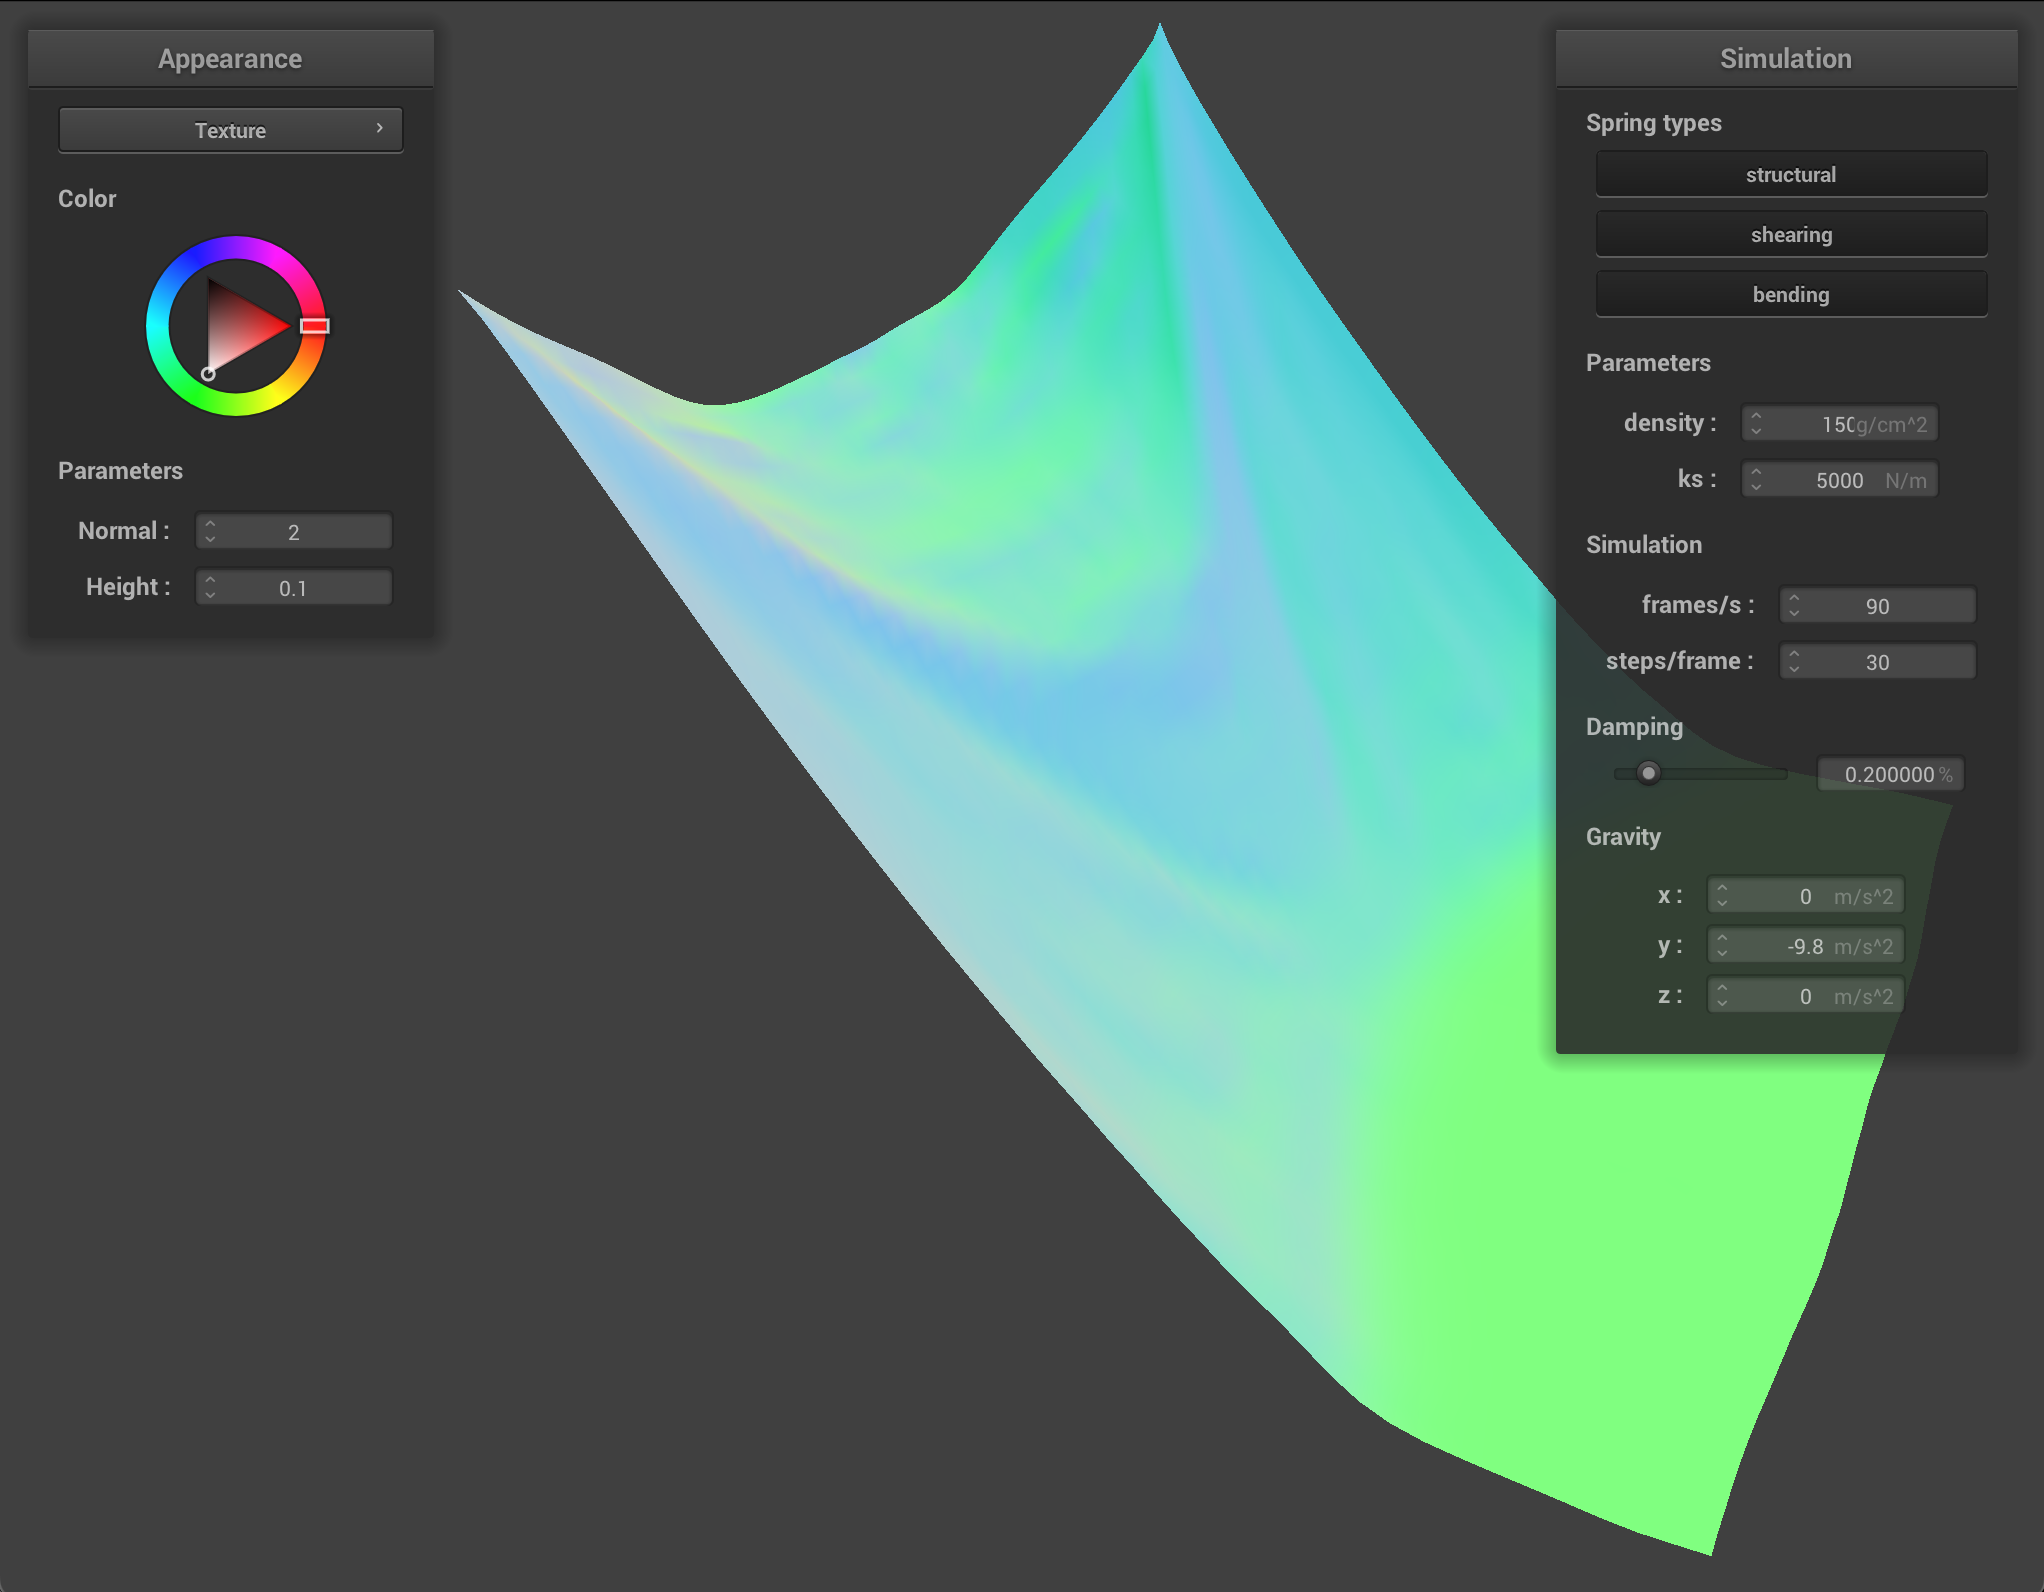 Appearance
Texture
Color
Parameters
Normal : 2
Height : 0.1
Simulation
Spring types
structural
shearing
bending
Parameters
density : 150 g/cm^2
ks : 5000 N/m
Simulation
frames/s : 90
steps/frame : 30
Damping
0.200000 %
Gravity
x : 0 m/s^2
y : -9.8 m/s^2
z : 0 m/s^2